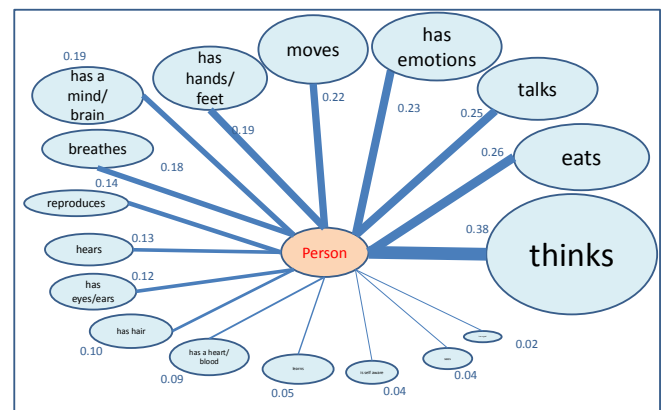 0.19
has a
mind/
brain
has
hands/
feet
moves
has
emotions
talks
eats
thinks
breathes
reproduces
hears
has
eyes/ears
has hair
has a heart/
blood
learns
is self aware
Person
0.19
0.22
0.23
0.25
0.26
0.38
0.18
0.14
0.13
0.12
0.10
0.09
0.05
0.04
0.04
0.02